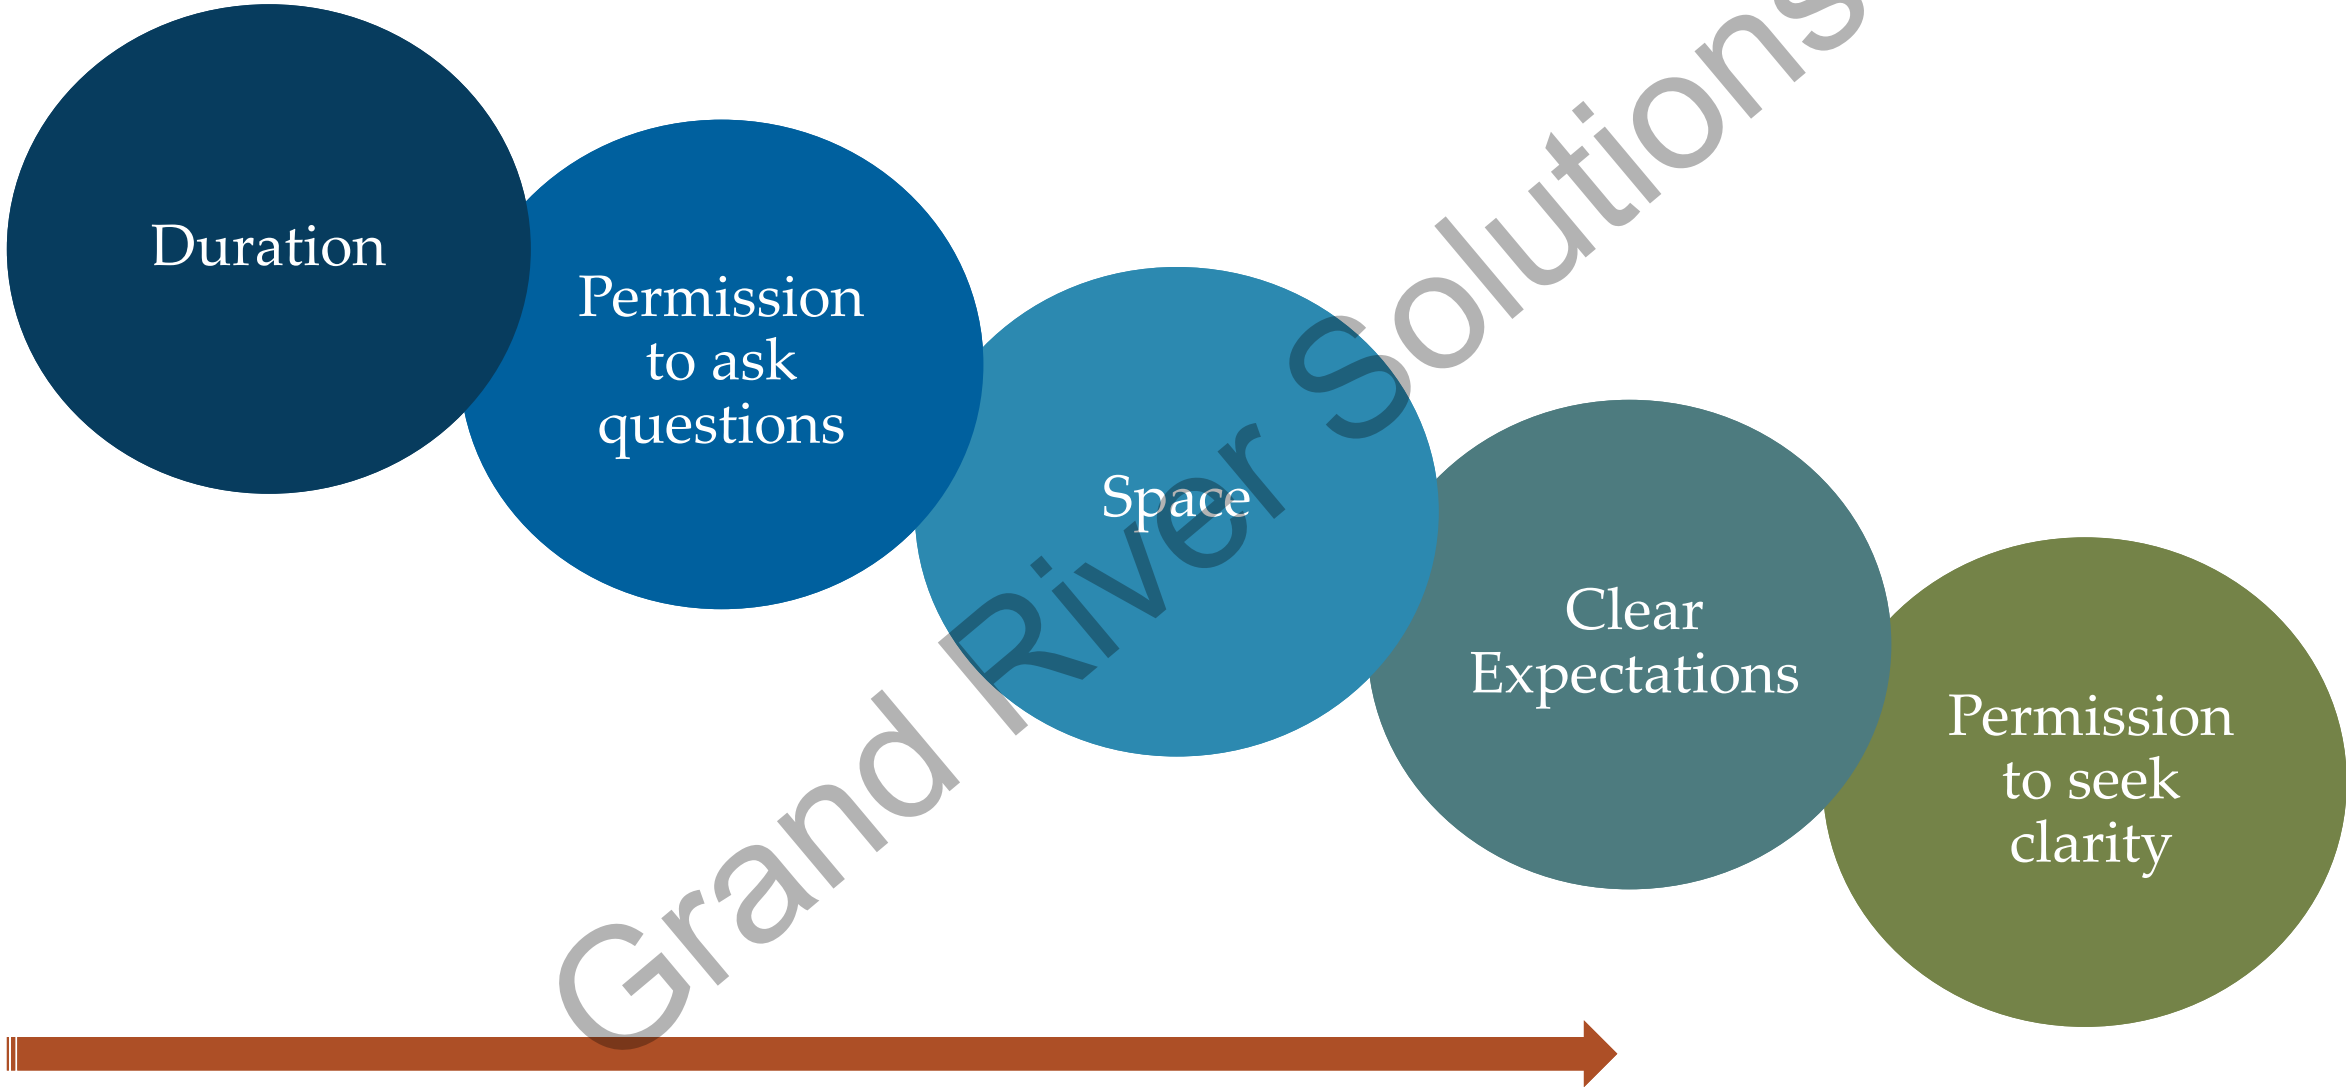 Duration
Permission
to ask
questions
Space
Clear
Expectations
Permission
to seek
clarity
Grand River Solutions